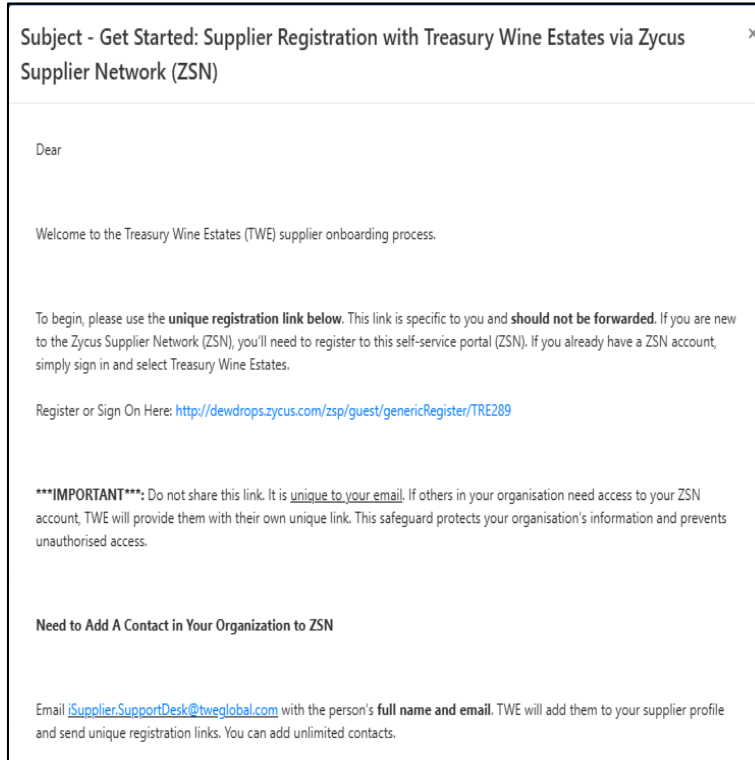 Subject - Get Started: Supplier Registration with Treasury Wine Estates via Zycus
Supplier Network (ZSN)
Dear
Welcome to the Treasury Wine Estates (TWE) supplier onboarding process.
To begin, please use the unique registration link below. This link is specific to you and should not be forwarded. If you are new
to the Zycus Supplier Network (ZSN), you'll need to register to this self-service portal (ZSN). If you already have a ZSN account,
simply sign in and select Treasury Wine Estates.
Register or Sign On Here: http://dewdrops.zycus.com/zsp/guest/genericRegister/TRE289
***IMPORTANT***: Do not share this link. It is unique to your email. If others in your organisation need access to your ZSN
account, TWE will provide them with their own unique link. This safeguard protects your organisation's information and prevents
unauthorised access.
Need to Add A Contact in Your Organization to ZSN
Email iSupplier.SupportDesk@tweglobal.com with the person's full name and email. TWE will add them to your supplier profile
and send unique registration links. You can add unlimited contacts.